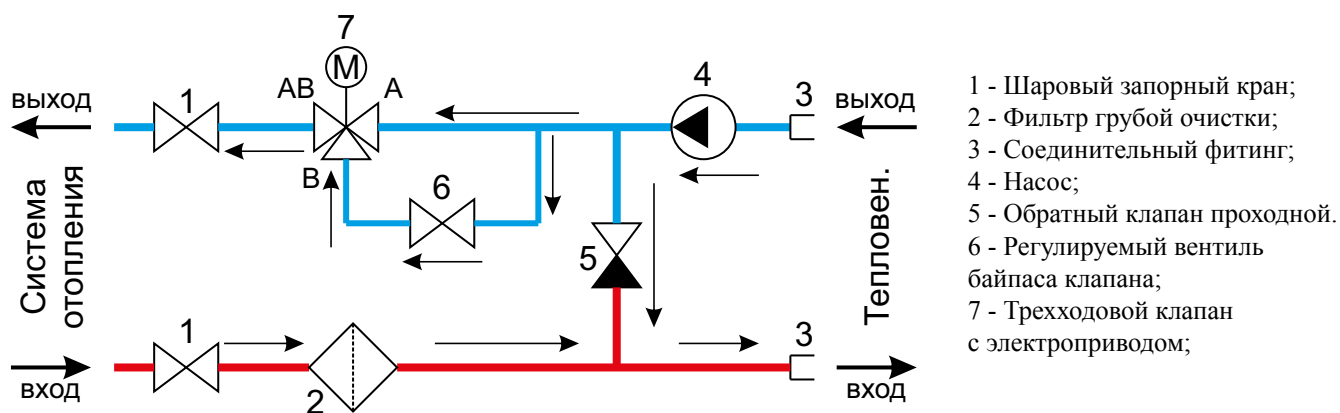 7
M
AB
A
1
4
3
выход
выход
B
6
5
Система
отопления
Тепловен.
1
3
2
вход
вход
1 - Шаровый запорный кран;
2 - Фильтр грубой очистки;
3 - Соединительный фитинг;
4 - Насос;
5 - Обратный клапан проходной.
6 - Регулируемый вентиль
байпаса клапана;
7 - Трехходовой клапан
с электроприводом;